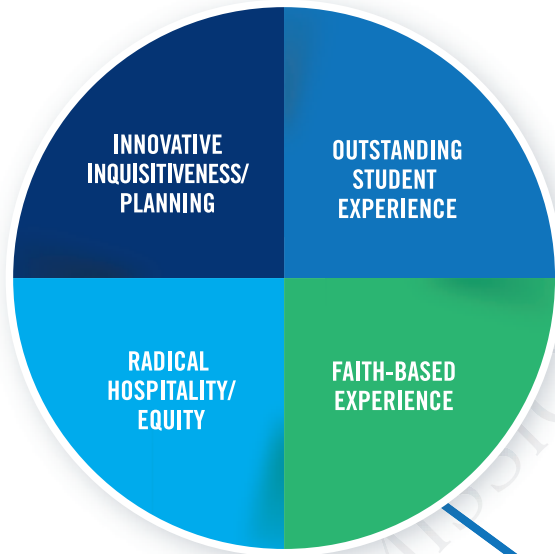 INNOVATIVE
INQUISITIVENESS/
PLANNING
OUTSTANDING
STUDENT
EXPERIENCE
RADICAL
HOSPITALITY/
EQUITY
FAITH-BASED
EXPERIENCE